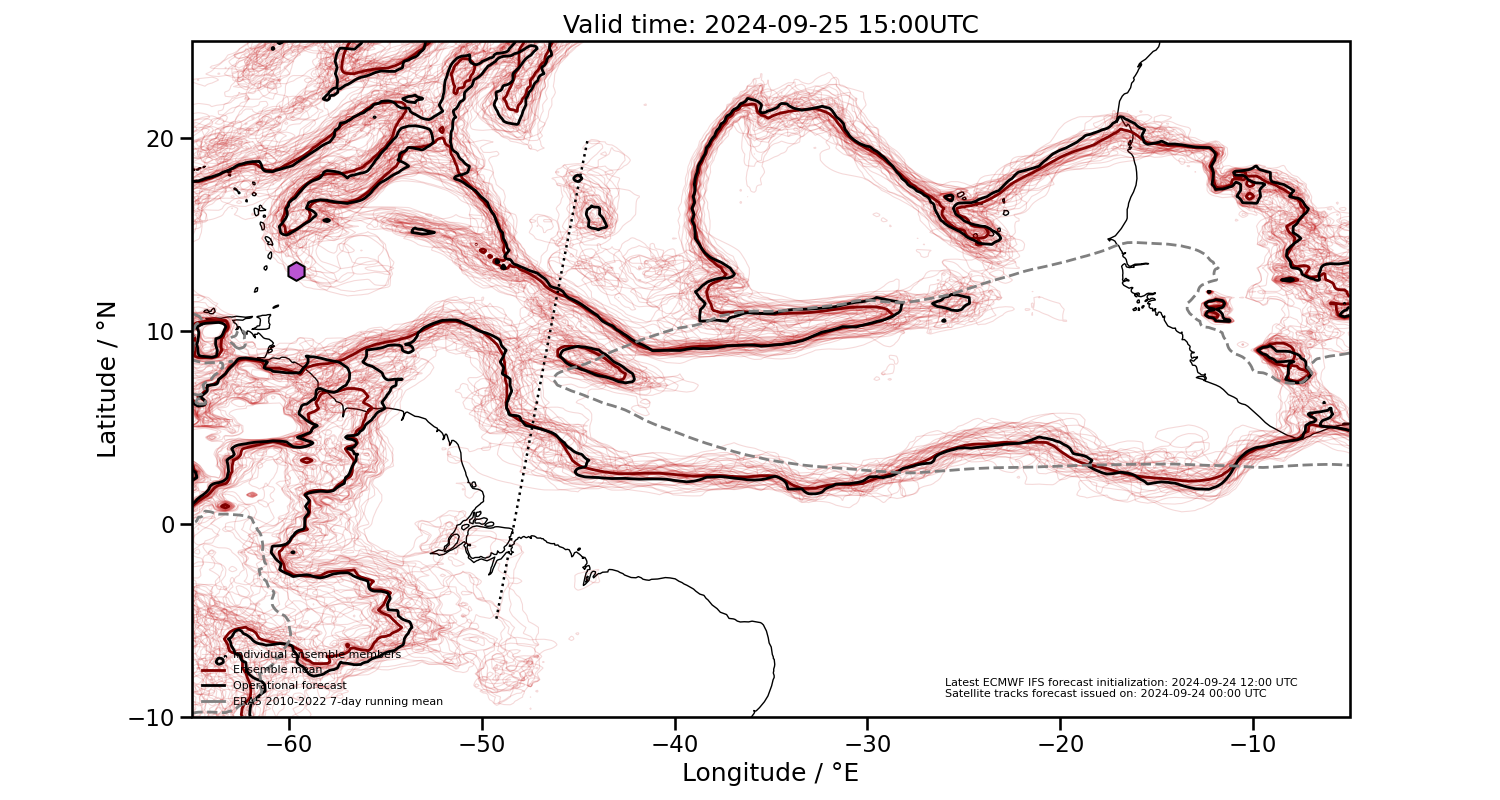 Valid time: 2024-09-25 15:00UTC
20
10
0
−10
Latitude / °N
Individual ensemble members
Ensemble mean
Operational forecast
ERA5 2010-2022 7-day running mean
Latest ECMWF IFS forecast initialization: 2024-09-24 12:00 UTC
Satellite tracks forecast issued on: 2024-09-24 00:00 UTC
−60
−50
−40
−30
−20
−10
Longitude / °E